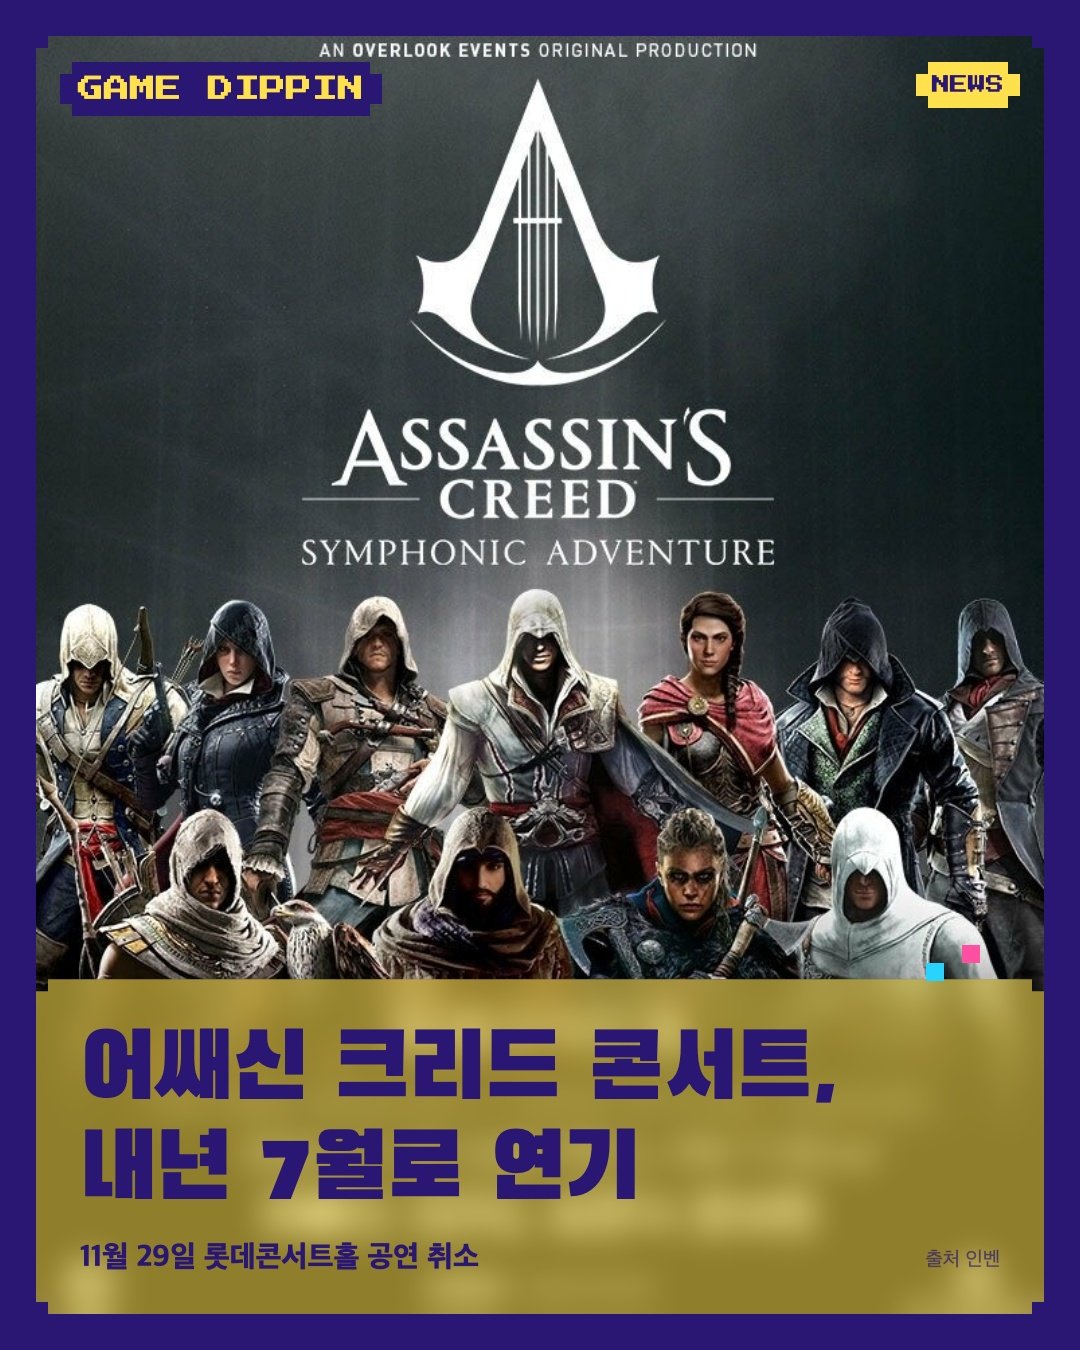 AN OVERLOOK EVENTS ORIGINAL PRODUCTION
GAME DIPPIN
NEWS
ASSASSIN'S
CREED
SYMPHONIC ADVENTURE
어쌔신 크리드 콘서트,
내년 7월로 연기
11월 29일 롯데콘서트홀 공연 취소
출처 인벤